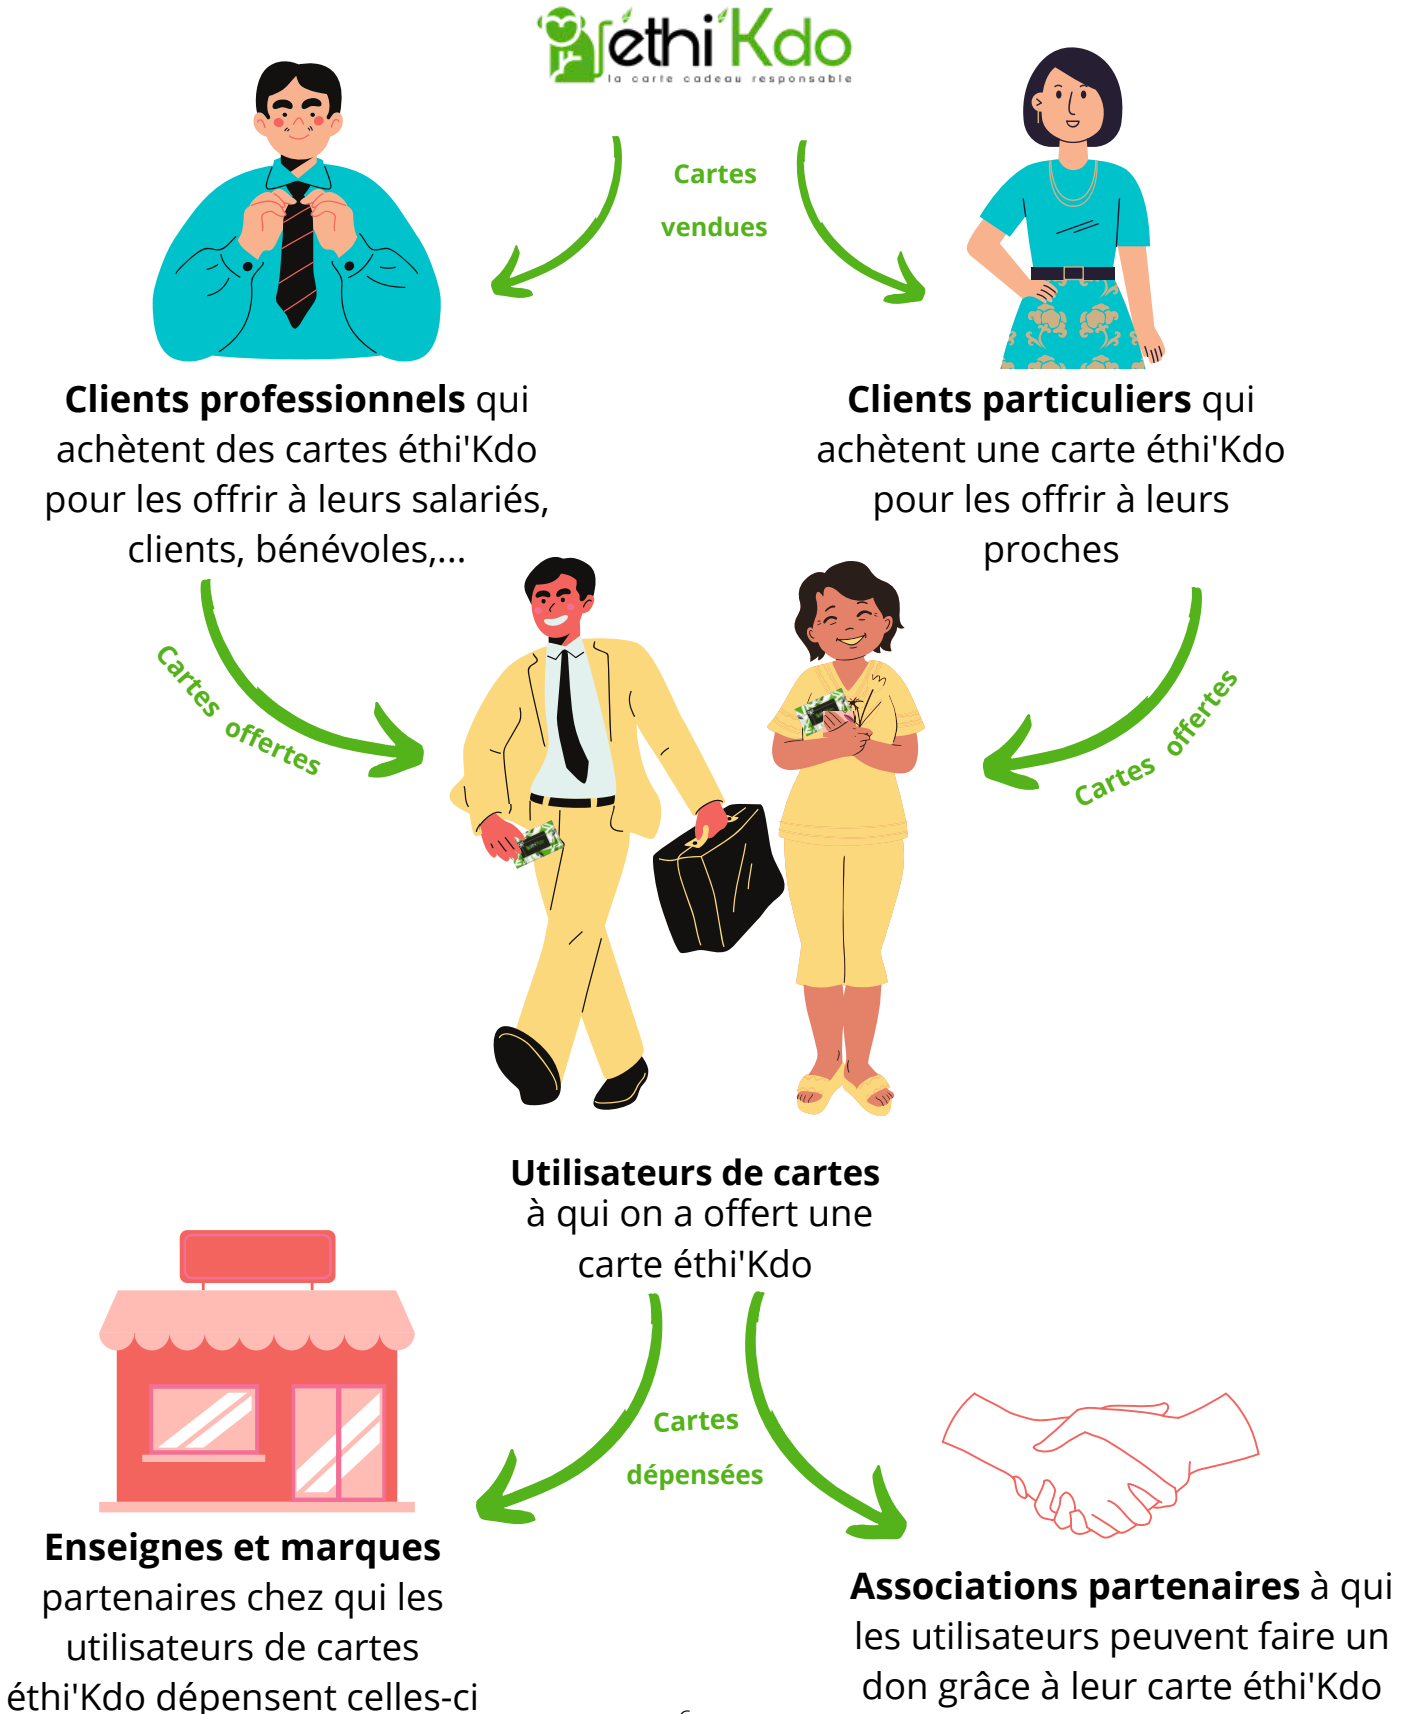 éthi'Kdo
la carte cadeau responsable
Cartes
vendues
Clients professionnels qui
achètent des cartes éthi'Kdo
pour les offrir à leurs salariés,
clients, bénévoles,...
Clients particuliers qui
achètent une carte éthi'Kdo
pour les offrir à leurs
proches
Cartes offertes
Cartes offertes
Utilisateurs de cartes
à qui on a offert une
carte éthi'Kdo
Cartes
dépensées
Enseignes et marques
partenaires chez qui les
utilisateurs de cartes
éthi'Kdo dépensent celles-ci
Associations partenaires à qui
les utilisateurs peuvent faire un
don grâce à leur carte éthi'Kdo